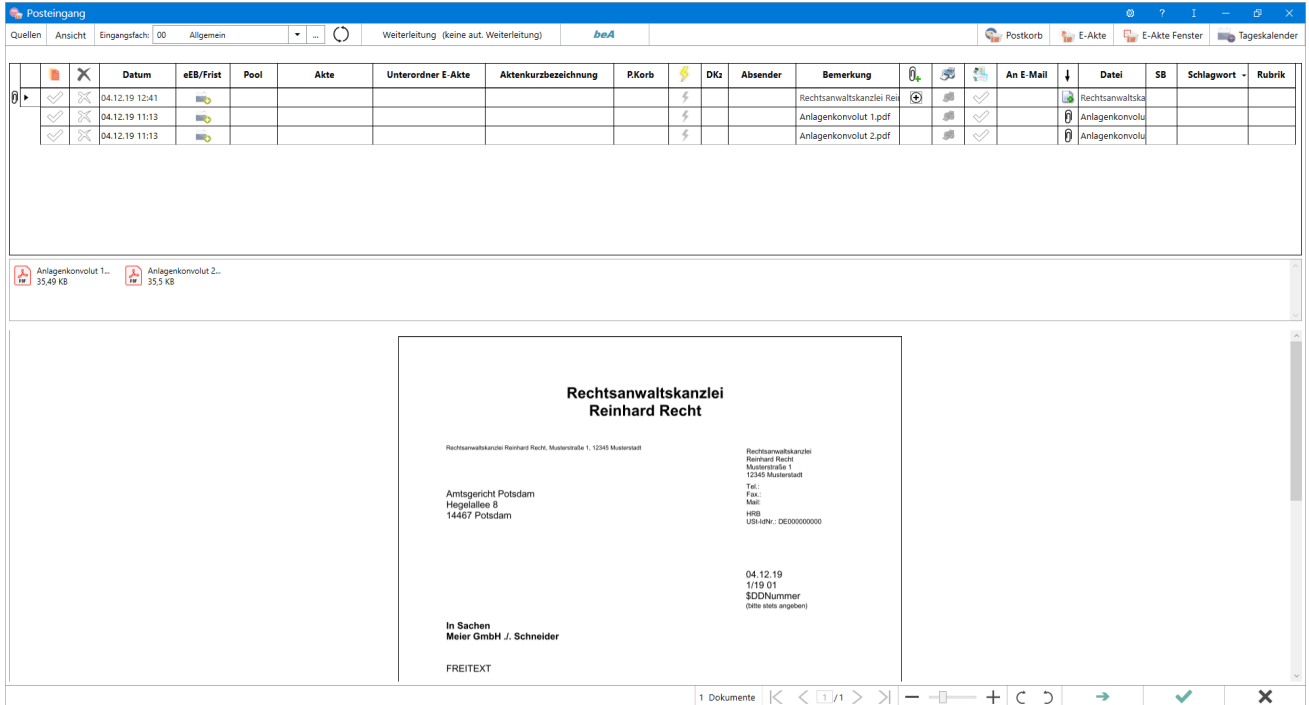 Posteingang
? I
Quellen Ansicht Eingangsfach: 00 Allgemein ... Weiterleitung (keine aut. Weiterleitung) beA Postkorb E-Akte E-Akte Fenster Tageskalender
Datum eEB/Frist Pool Akte Unterordner E-Akte Aktenkurzbezeichnung P.Korb DKz Absender Bemerkung An E-Mail Datei SB Schlagwort Rubrik
04.12.19 12:41 Rechtsanwaltskanzlei Rei Rechtsanwaltska
04.12.19 11:13 Anlagenkonvolut 1.pdf Anlagenkonvolu
04.12.19 11:13 Anlagenkonvolut 2.pdf Anlagenkonvolu
PDF Anlagenkonvolut 1... PDF Anlagenkonvolut 2...
35,49 KB 35,5 KB
Rechtsanwaltskanzlei
Reinhard Recht
Rechtsanwaltskanzlei Reinhard Recht, Musterstraße 1, 12345 Musterstadt
Rechtsanwaltskanzlei
Reinhard Recht
Musterstraße 1
12345 Musterstadt
Tel.:
Fax.:
Mail:
HRB
USt-IdNr.: DE000000000
Amtsgericht Potsdam
Hegelallee 8
14467 Potsdam
04.12.19
1/19 01
$DDNummer
(bitte stets angeben)
In Sachen
Meier GmbH ./. Schneider
FREITEXT
1 Dokumente 1 /1